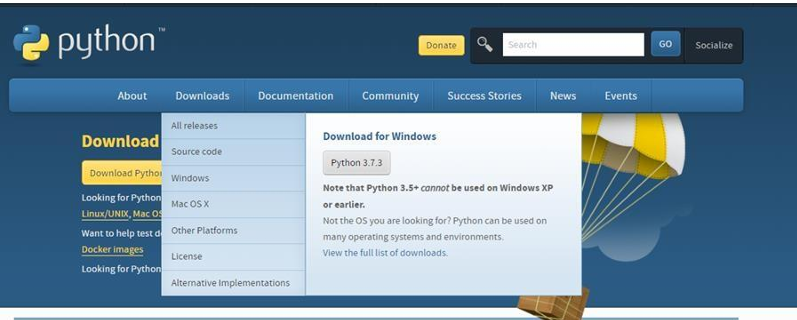 python™
Donate
Search
GO
Socialize
About
Downloads
Documentation
Community
Success Stories
News
Events
Download
Download Python
Looking for Python
Linux/UNIX, Mac OS
Want to help test d
Docker images
Looking for Python
All releases
Source code
Windows
Mac OS X
Other Platforms
License
Alternative Implementations
Download for Windows
Python 3.7.3
Note that Python 3.5+ cannot be used on Windows XP
or earlier.
Not the OS you are looking for? Python can be used on
many operating systems and environments.
View the full list of downloads.